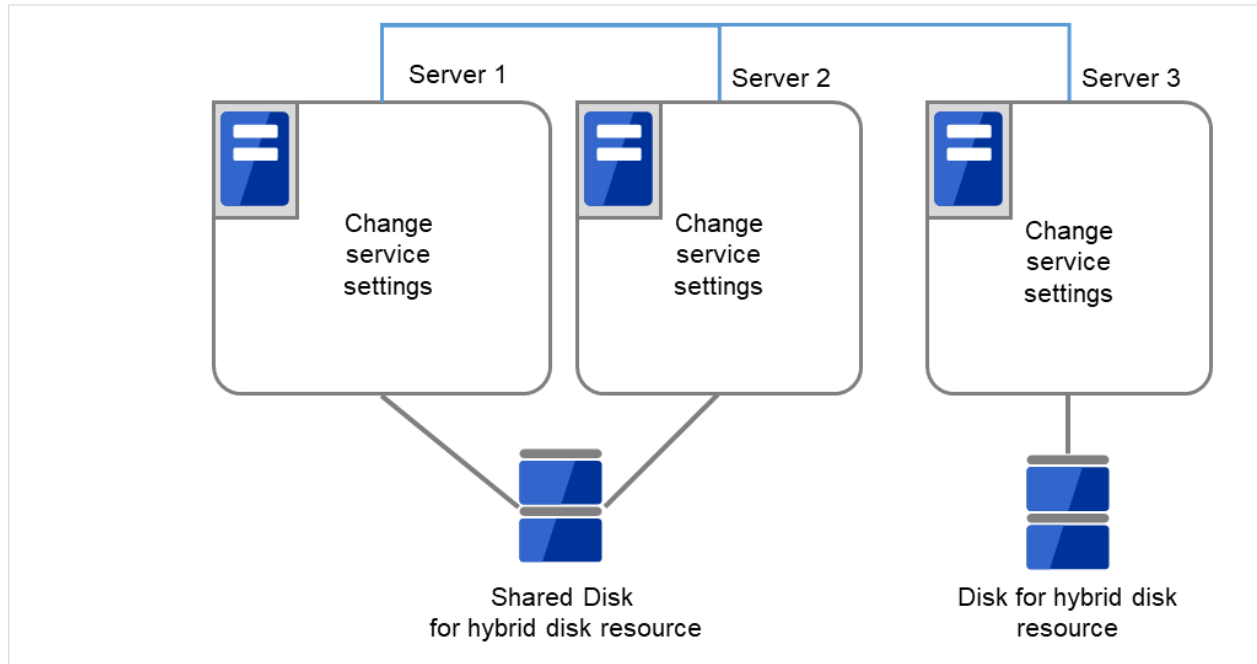 Server 1
Server 2
Server 3
Change
service
settings
Change
service
settings
Change
service
settings
Shared Disk
for hybrid disk resource
Disk for hybrid disk
resource